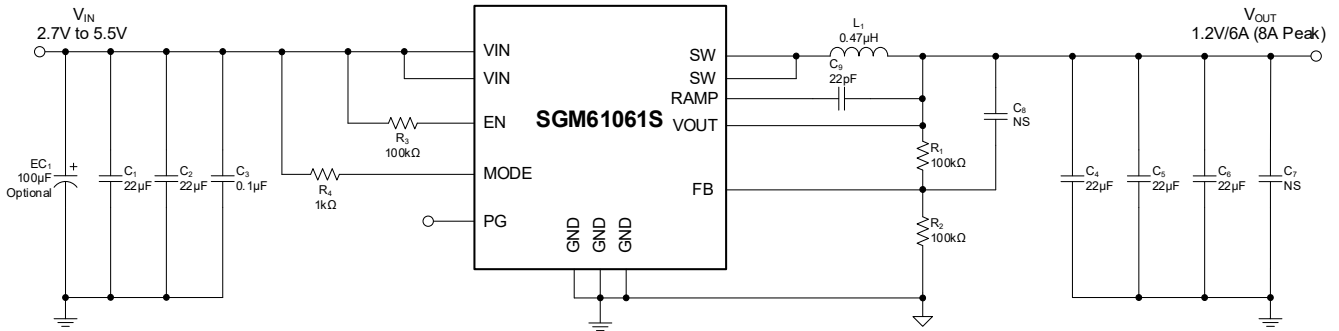 VIN
2.7V to 5.5V
EC1
100µF
Optional
+
C1
22µF
C2
22µF
C3
0.1µF
R3
100kΩ
R4
1kΩ
VIN
VIN
EN
MODE
PG
SGM61061S
GND
GND
GND
SW
SW
RAMP
VOUT
FB
L1
0.47µH
C9
22pF
R1
100kΩ
R2
100kΩ
C8
NS
C4
22µF
C5
22µF
C6
22µF
C7
NS
VOUT
1.2V/6A (8A Peak)